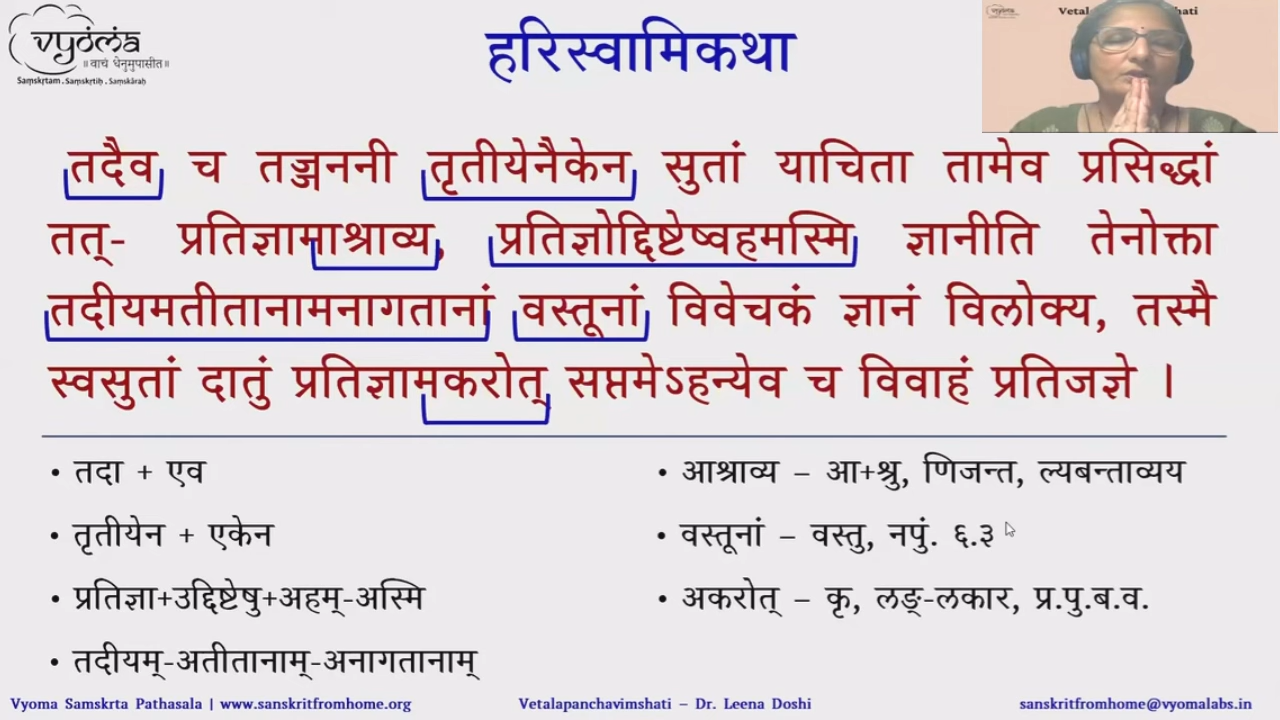 vyoma
॥ वाचं धेनुमुपासीत॥
Saṃskṛtam . Saṃskṛtiḥ . Saṃskāraḥ
हरिस्वामिकथा
तदैव च तज्जननी तृतीयेनैकेन सुतां याचिता तामेव प्रसिद्धां
तत्- प्रतिज्ञामाश्राव्य, प्रतिज्ञोद्दिष्टेष्वहमस्मि ज्ञानीति तेनोक्ता
तदीयमतीतानामनागतानां वस्तूनां विवेचकं ज्ञानं विलोक्य, तस्मै
स्वसुतां दातुं प्रतिज्ञामकरोत् सप्तमेऽहन्येव च विवाहं प्रतिजज्ञे ।
• तदा + एव
• तृतीयेन + एकेन
• प्रतिज्ञा+उद्दिष्टेषु+अहम्-अस्मि
• तदीयम्-अतीतानाम्-अनागतानाम्
• आश्राव्य – आ+श्रु, णिजन्त, ल्यबन्ताव्यय
• वस्तूनां – वस्तु, नपुं. ६.३
• अकरोत् – कृ, लङ्-लकार, प्र.पु.ब.व.
Vyoma Samskrta Pathasala | www.sanskritfromhome.org
Vetalapanchavimshati – Dr. Leena Doshi
sanskritfromhome@vyomalabs.in